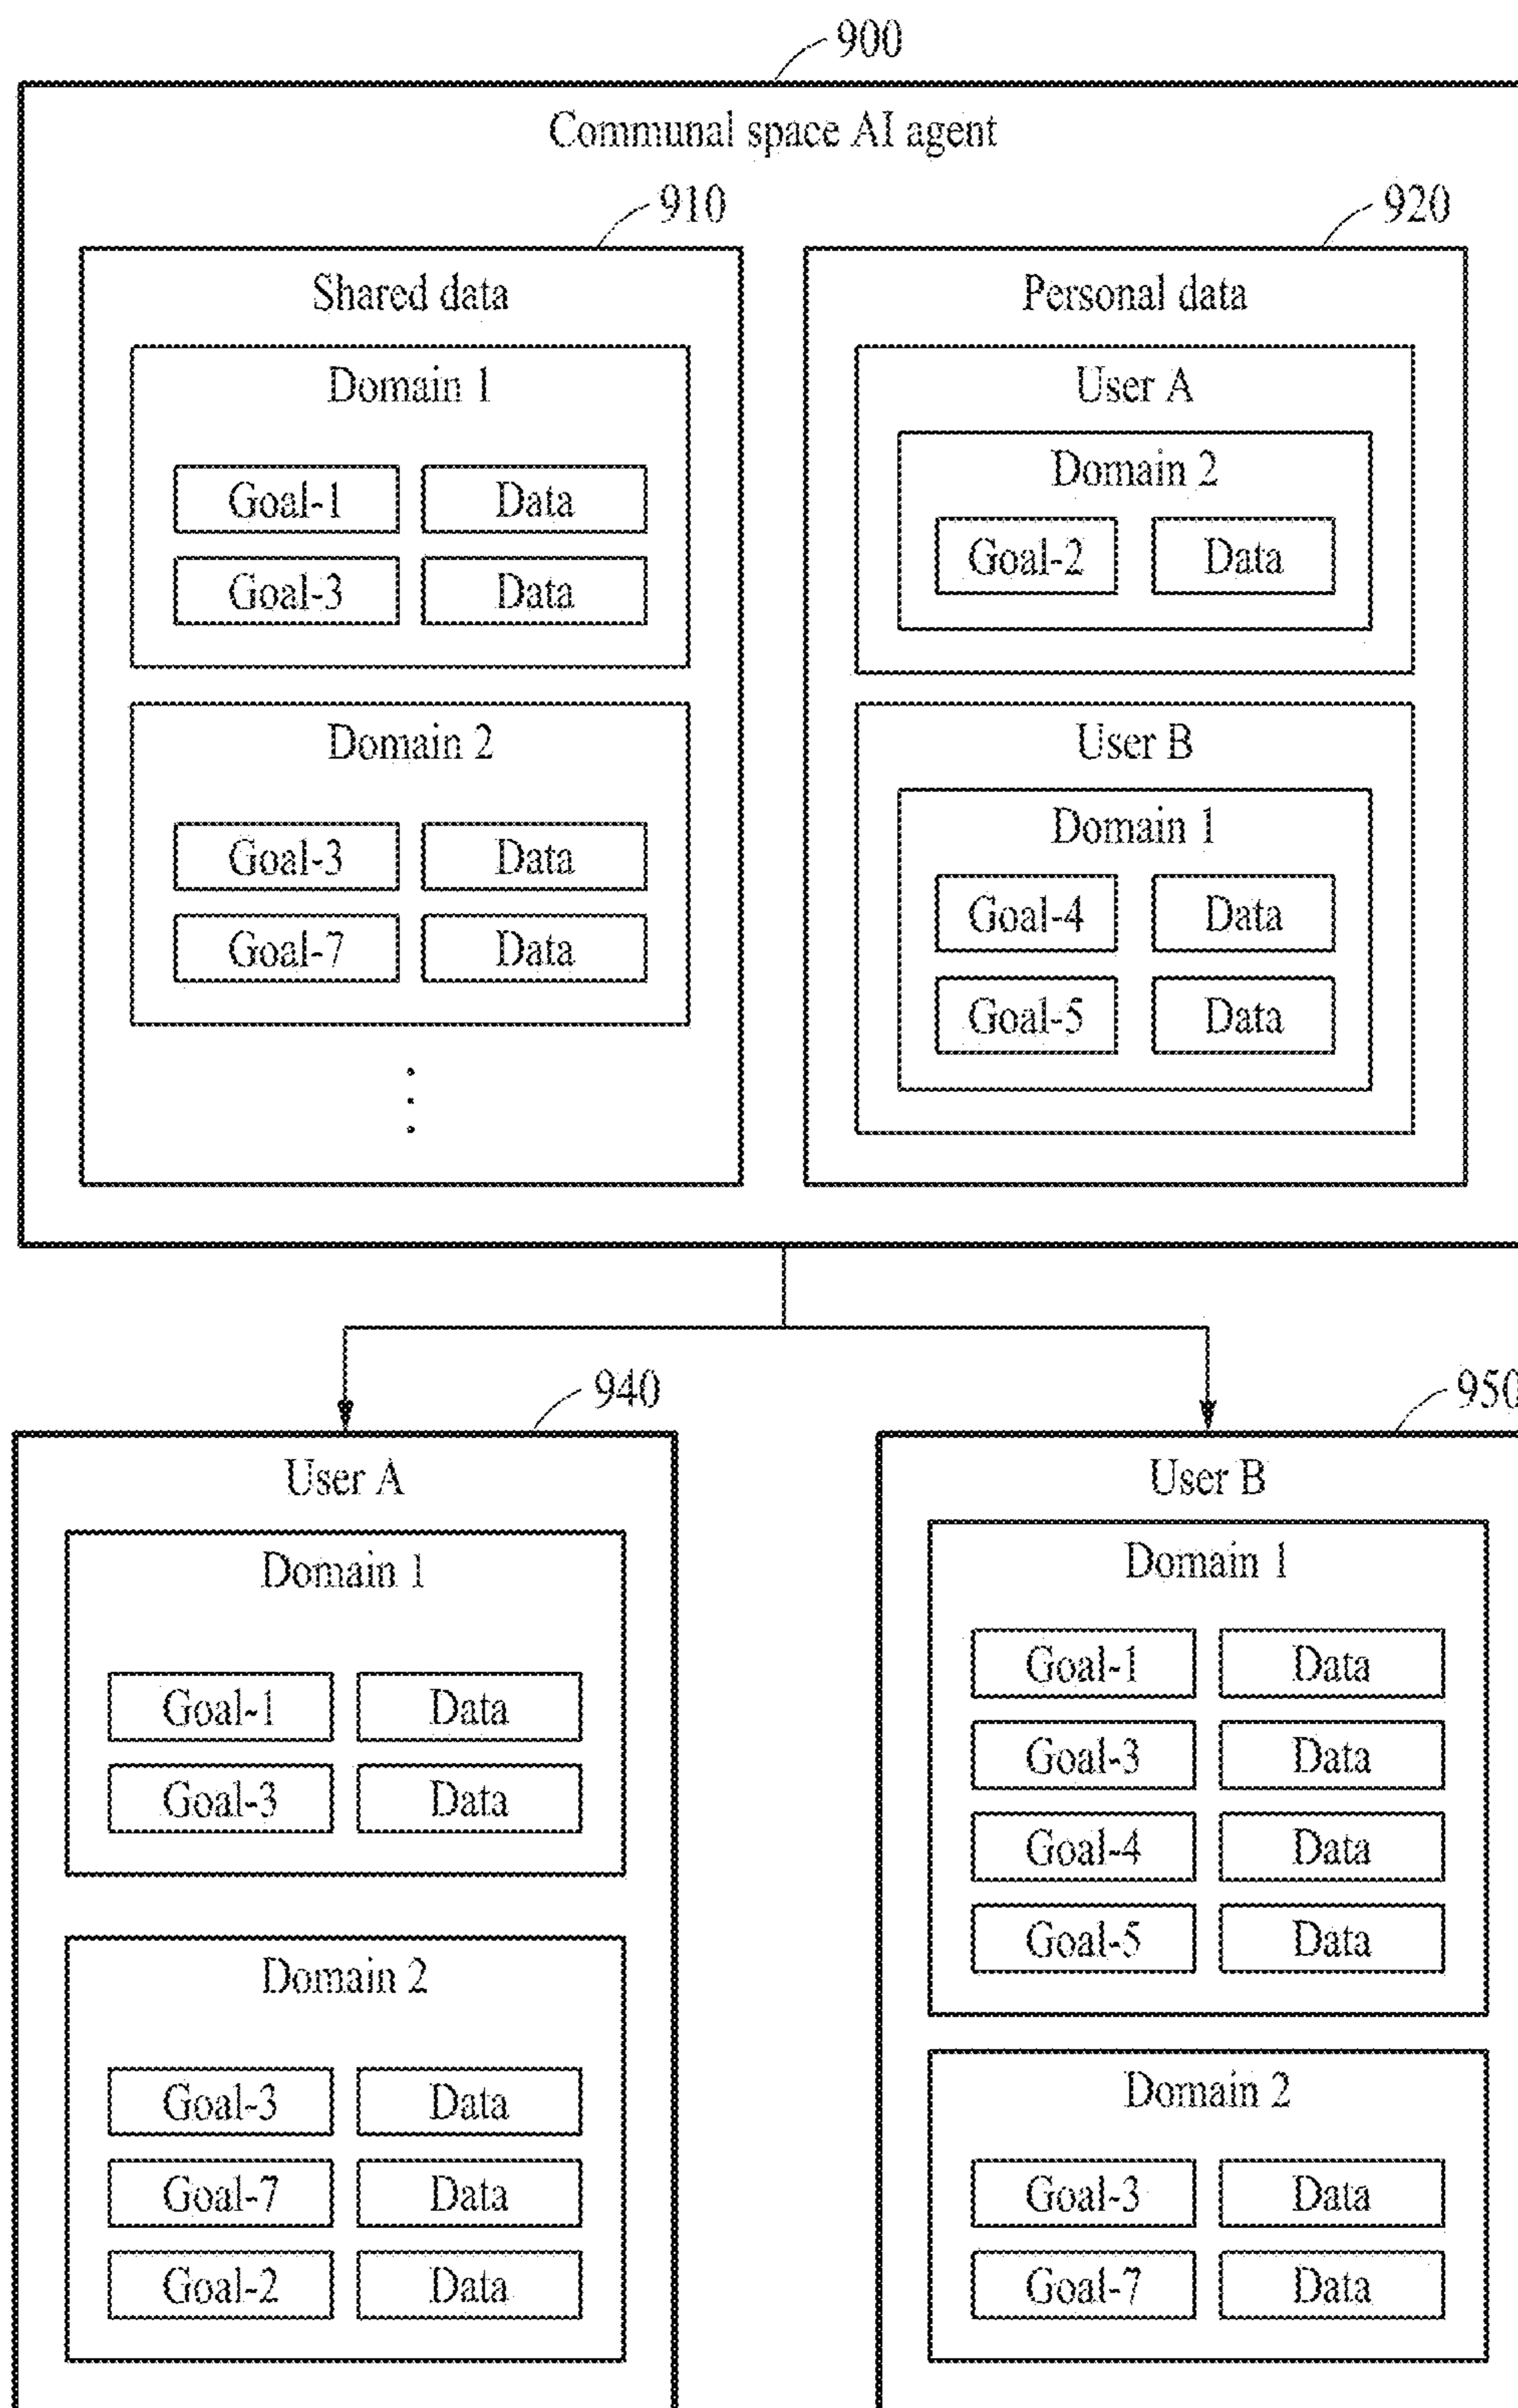 900
Communal space AI agent
910
920
Shared data
Personal data
Domain 1
Goal-1 Data
Goal-3 Data
Domain 2
Goal-3 Data
Goal-7 Data
User A
Domain 2
Goal-2 Data
User B
Domain 1
Goal-4 Data
Goal-5 Data
940
950
User A
Domain 1
Goal-1 Data
Goal-3 Data
Domain 2
Goal-3 Data
Goal-7 Data
Goal-2 Data
User B
Domain 1
Goal-1 Data
Goal-3 Data
Goal-4 Data
Goal-5 Data
Domain 2
Goal-3 Data
Goal-7 Data